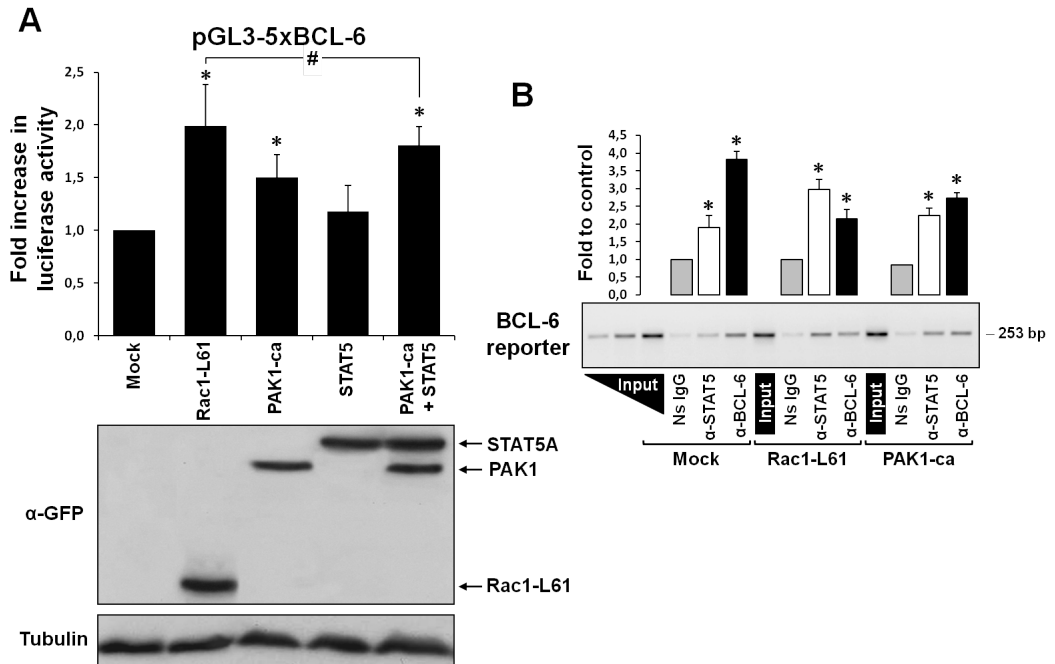 A
pGL3-5xBCL-6
#
*
*
*
Fold increase in
luciferase activity
2,5
2,0
1,5
1,0
0,5
0,0
Mock
Rac1-L61
PAK1-ca
STAT5
PAK1-ca
+ STAT5
α-GFP
STAT5A
PAK1
Rac1-L61
Tubulin
B
Fold to control
4,5
4,0
3,5
3,0
2,5
2,0
1,5
1,0
0,5
0,0
*
*
*
*
*
*
BCL-6
reporter
– 253 bp
Input
Ns IgG
α-STAT5
α-BCL-6
Input
Ns IgG
α-STAT5
α-BCL-6
Input
Ns IgG
α-STAT5
α-BCL-6
Mock
Rac1-L61
PAK1-ca